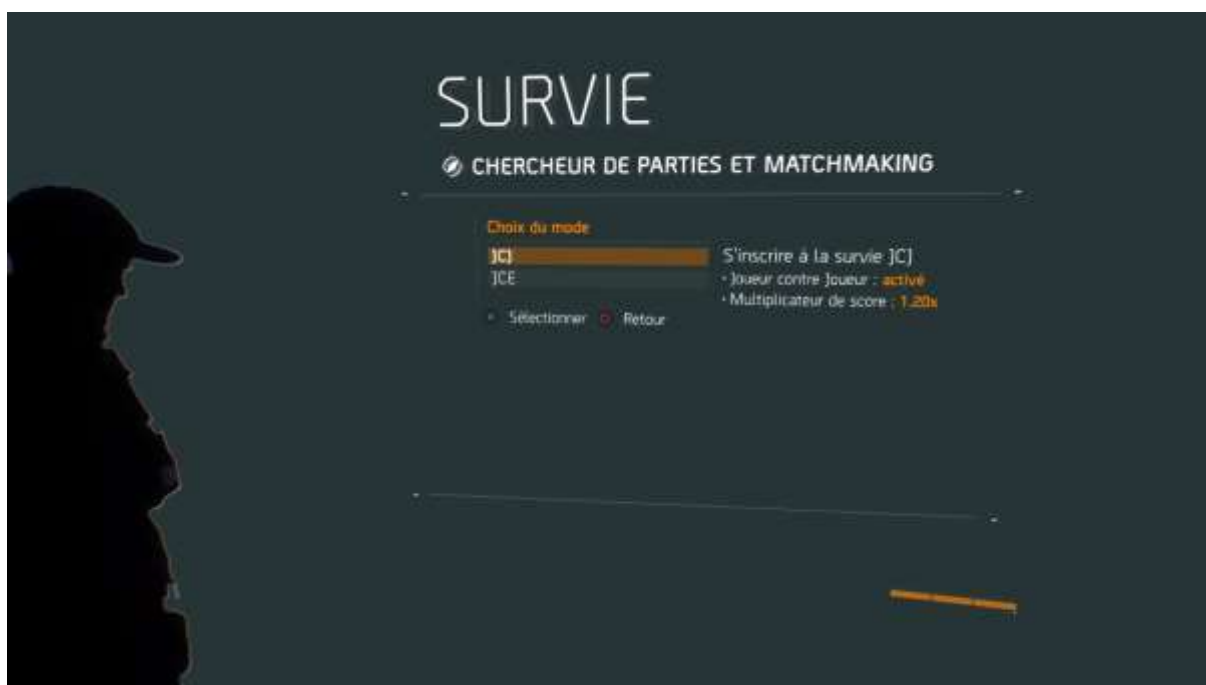 SURVIE
CHERCHEUR DE PARTIES ET MATCHMAKING
Choix du mode
JCJ
JCE
Sélectionner Retour
S'inscrire à la survie JCJ
• Joueur contre Joueur : activé
• Multiplicateur de score : 1.20x